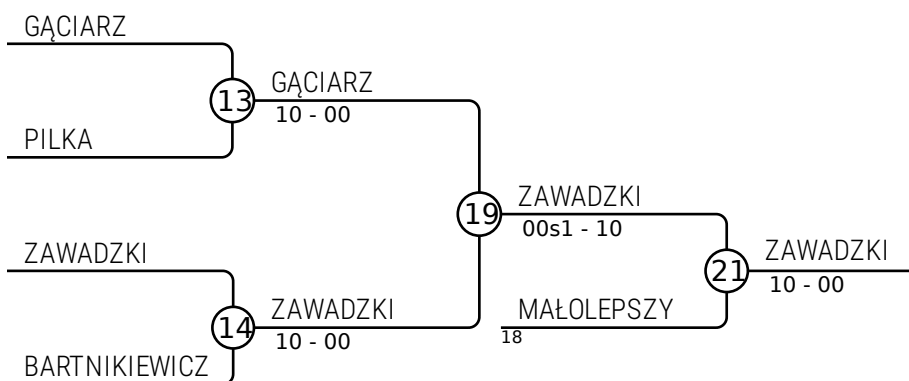 GĄCIARZ
13
GĄCIARZ
10 - 00
PILKA
19
ZAWADZKI
00s1 - 10
ZAWADZKI
14
ZAWADZKI
10 - 00
BARTNIKIEWICZ
21
ZAWADZKI
10 - 00
MAŁOLEPSZY
18